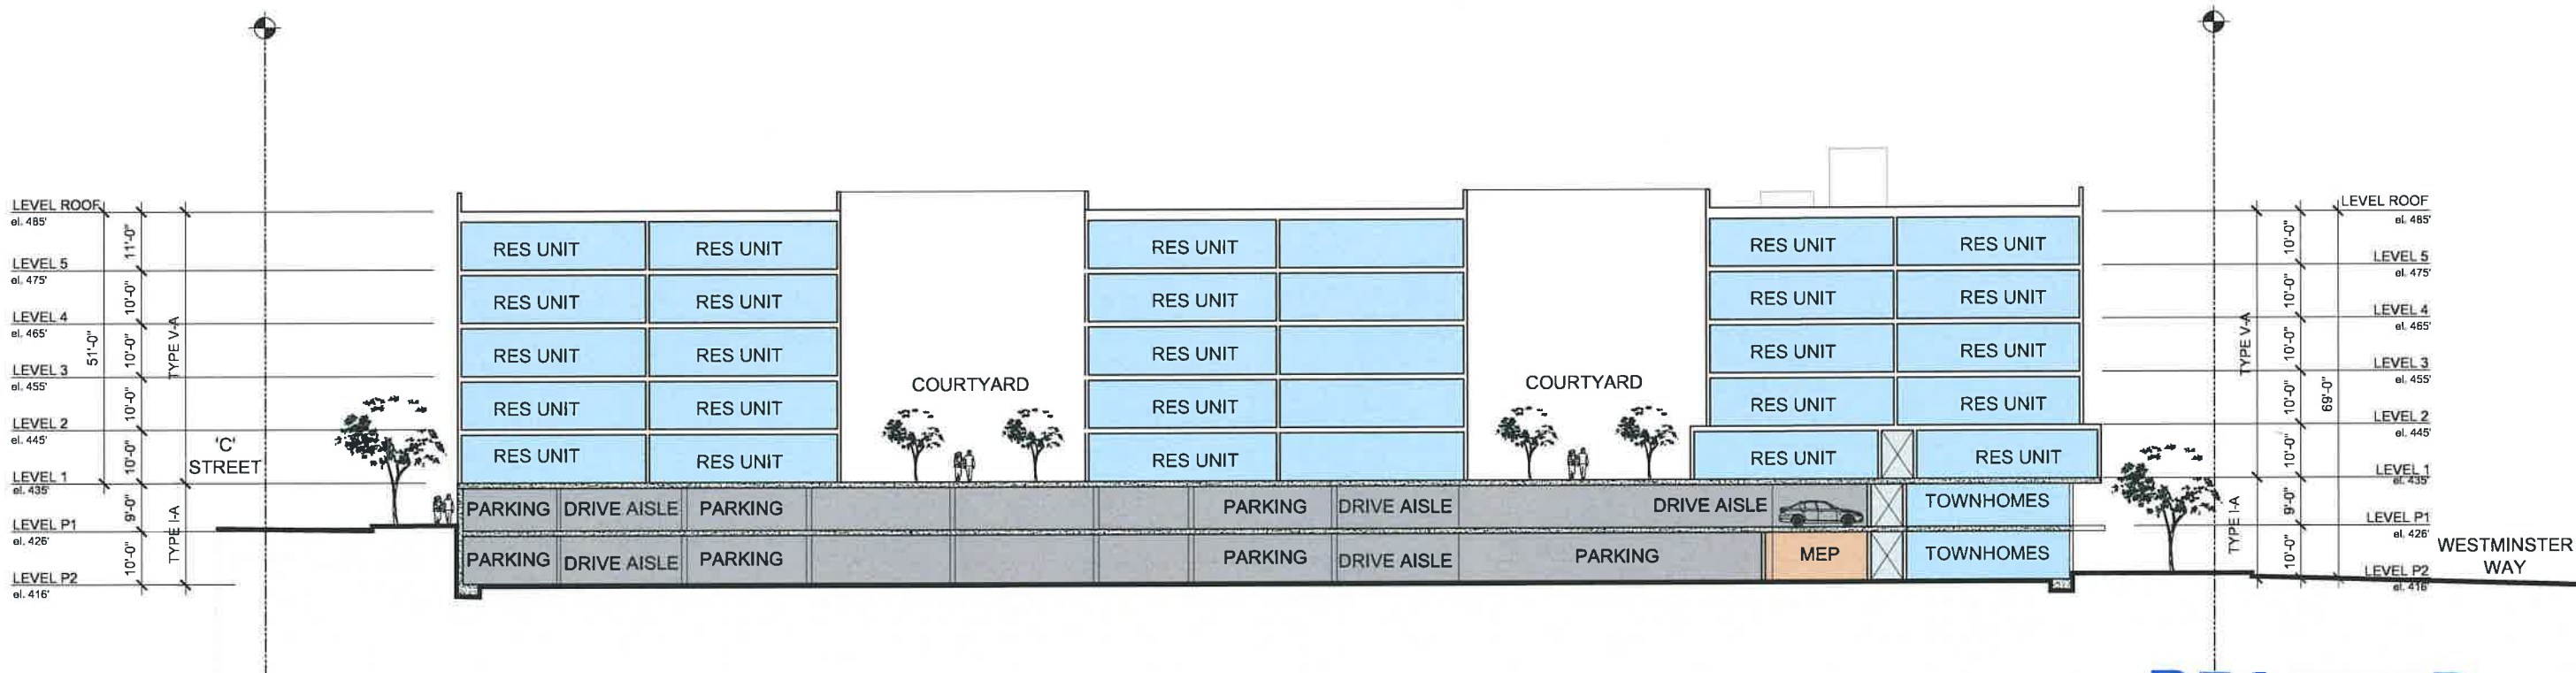 LEVEL ROOF
el. 485'
LEVEL 5
el. 475'
LEVEL 4
el. 465'
LEVEL 3
el. 455'
LEVEL 2
el. 445'
LEVEL 1
el. 435'
LEVEL P1
el. 426'
LEVEL P2
el. 416'
51'-0"
11'-0"
10'-0"
10'-0"
10'-0"
10'-0"
9'-0"
10'-0"
TYPE V-A
TYPE I-A
'C'
STREET
RES UNIT RES UNIT RES UNIT RES UNIT RES UNIT
RES UNIT RES UNIT RES UNIT RES UNIT RES UNIT
RES UNIT RES UNIT RES UNIT RES UNIT RES UNIT
COURTYARD COURTYARD
RES UNIT RES UNIT RES UNIT RES UNIT RES UNIT
RES UNIT RES UNIT RES UNIT RES UNIT RES UNIT
PARKING DRIVE AISLE PARKING PARKING DRIVE AISLE DRIVE AISLE TOWNHOMES
PARKING DRIVE AISLE PARKING PARKING DRIVE AISLE PARKING MEP TOWNHOMES
TYPE V-A
TYPE I-A
10'-0"
10'-0"
10'-0"
10'-0"
10'-0"
9'-0"
10'-0"
69'-0"
LEVEL ROOF
el. 485'
LEVEL 5
el. 475'
LEVEL 4
el. 465'
LEVEL 3
el. 455'
LEVEL 2
el. 445'
LEVEL 1
el. 435'
LEVEL P1
el. 426'
LEVEL P2
el. 416'
WESTMINSTER
WAY